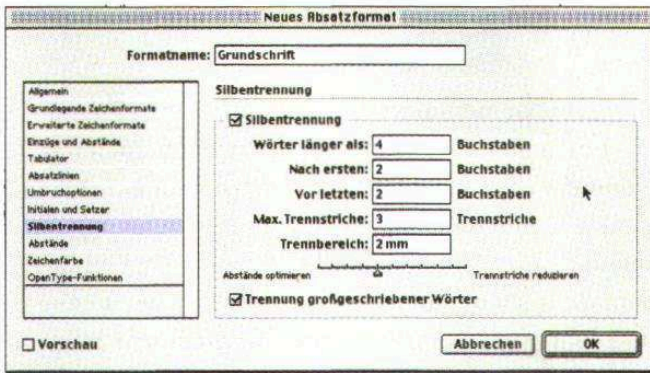 Neues Absatzformat
Formatname: Grundschrift
Allgemein
Grundlegende Zeichenformate
Erweiterte Zeichenformate
Einzüge und Abstände
Tabulator
Absatzlinien
Umbruchoptionen
Initialen und Setzer
Silbentrennung
Abstände
Zeichenfarbe
OpenType-Funktionen
Silbentrennung
Silbentrennung
Wörter länger als: 4 Buchstaben
Nach ersten: 2 Buchstaben
Vor letzten: 2 Buchstaben
Max. Trennstriche: 3 Trennstriche
Trennbereich: 2 mm
Abstände optimieren Trennstriche reduzieren
Trennung großgeschriebener Wörter
Vorschau Abbrechen OK